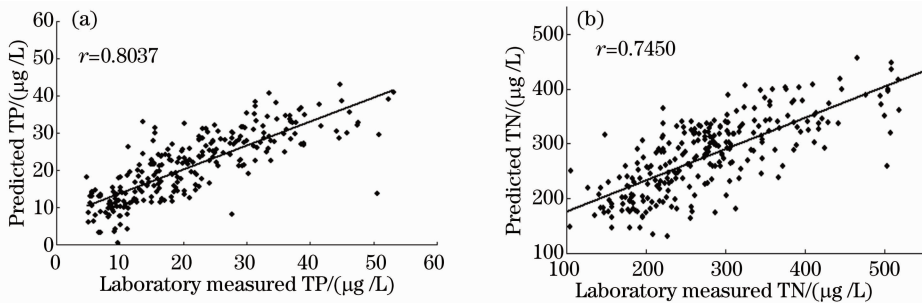 (a)
r=0.8037
Predicted TP/(μg /L)
60
50
40
30
20
10
0
0 10 20 30 40 50 60
Laboratory measured TP/(μg /L)
(b)
r=0.7450
Predicted TN/(μg /L)
500
400
300
200
100
100 200 300 400 500
Laboratory measured TN/(μg /L)